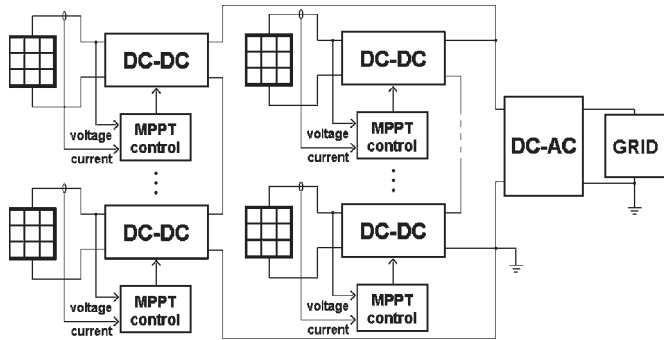 DC-DC
MPPT
control
voltage
current
DC-DC
MPPT
control
voltage
current
DC-DC
MPPT
control
voltage
current
DC-DC
MPPT
control
voltage
current
DC-AC
GRID